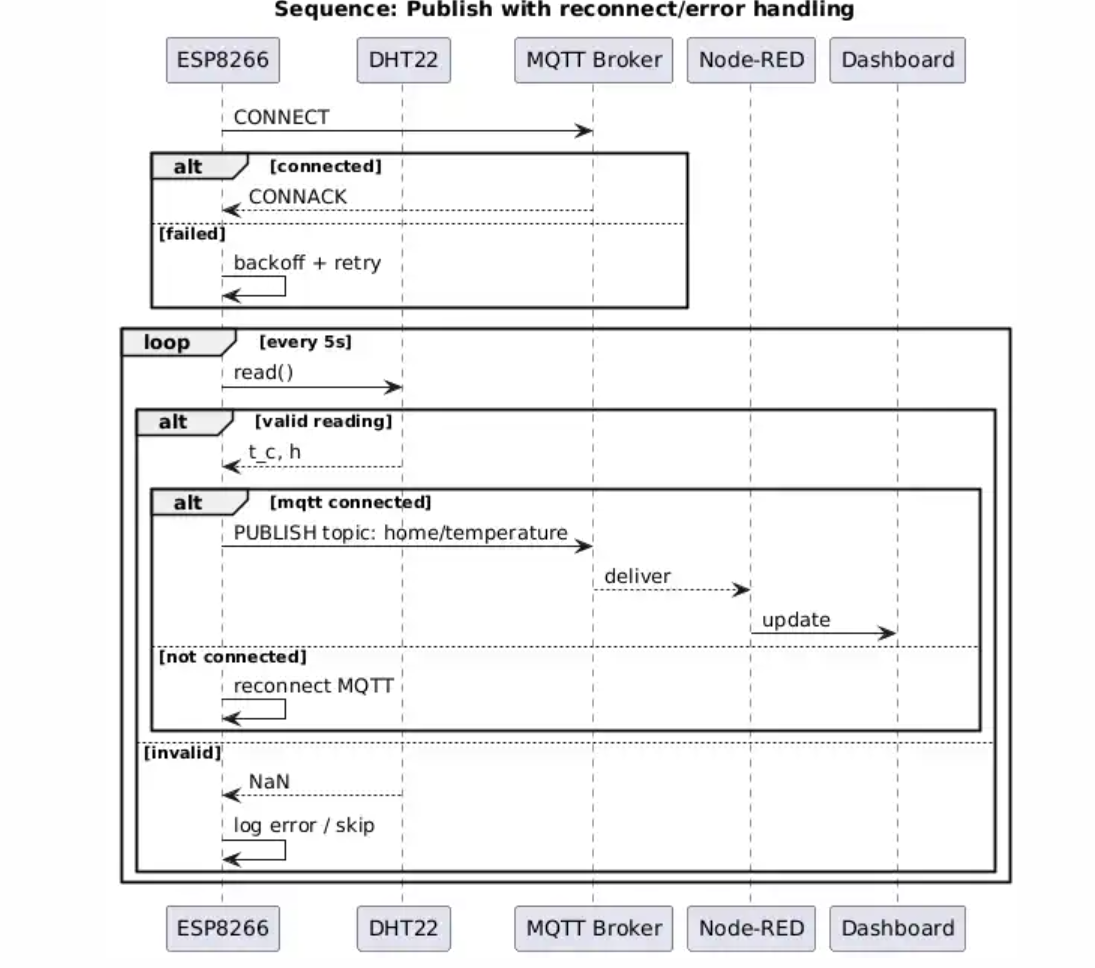 Sequence: Publish with reconnect/error handling
ESP8266 DHT22 MQTT Broker Node-RED Dashboard
CONNECT
alt [connected]
CONNACK
[failed]
backoff + retry
loop [every 5s]
read()
alt [valid reading]
t_c, h
alt [mqtt connected]
PUBLISH topic: home/temperature
deliver
update
[not connected]
reconnect MQTT
[invalid]
NaN
log error / skip
ESP8266 DHT22 MQTT Broker Node-RED Dashboard